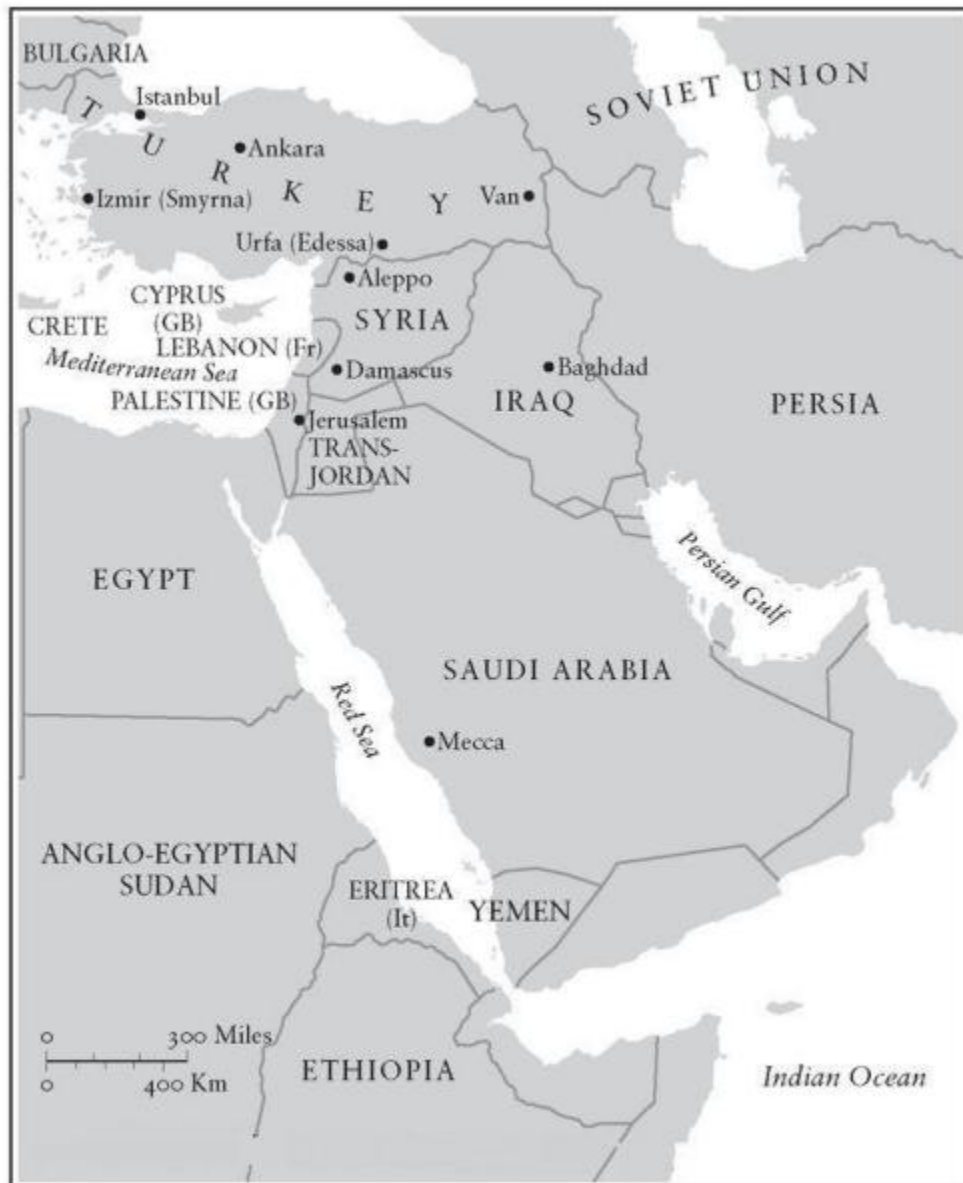 BULGARIA
Istanbul
TURKEY
Ankara
SOVIET UNION
Izmir (Smyrna)
Van
Urfa (Edessa)
Aleppo
CYPRUS
(GB)
SYRIA
CRETE
LEBANON (Fr)
Mediterranean Sea
Damascus
Baghdad
PALESTINE (GB)
IRAQ
PERSIA
Jerusalem
TRANS-
JORDAN
EGYPT
Persian Gulf
SAUDI ARABIA
Red Sea
Mecca
ANGLO-EGYPTIAN
SUDAN
ERITREA
(It)
YEMEN
0 300 Miles
0 400 Km
ETHIOPIA
Indian Ocean